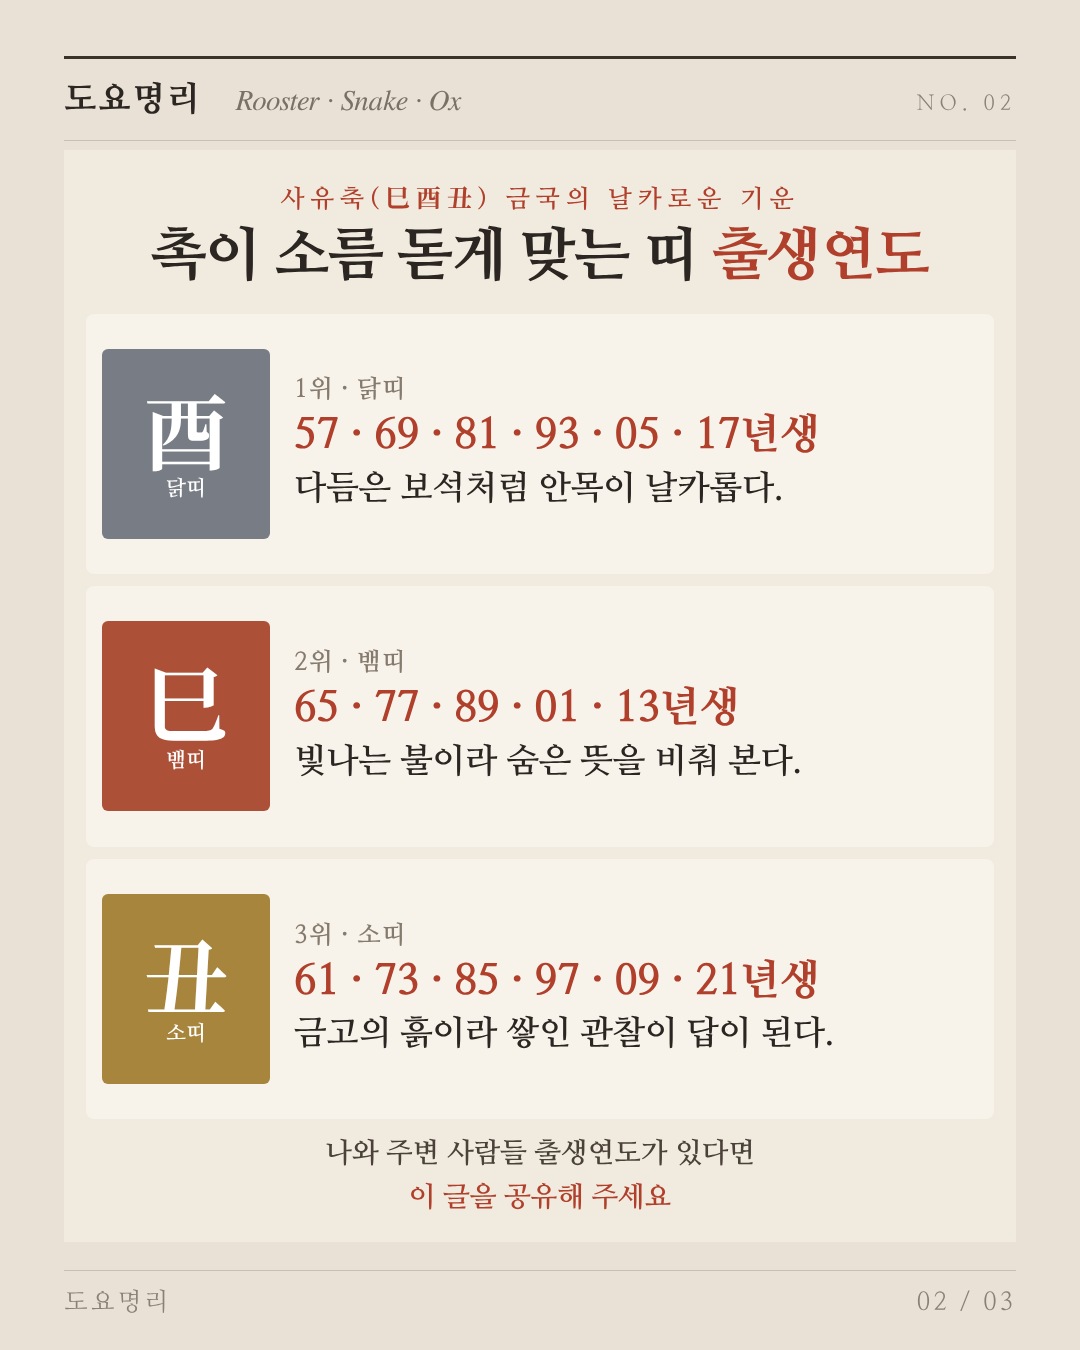 도요명리 Rooster · Snake · Ox NO. 02
사유축(巳酉丑) 금국의 날카로운 기운
촉이 소름 돋게 맞는 띠 출생연도
酉
닭띠
1위 · 닭띠
57 · 69 · 81 · 93 · 05 · 17년생
다듬은 보석처럼 안목이 날카롭다.
巳
뱀띠
2위 · 뱀띠
65 · 77 · 89 · 01 · 13년생
빛나는 불이라 숨은 뜻을 비춰 본다.
丑
소띠
3위 · 소띠
61 · 73 · 85 · 97 · 09 · 21년생
금고의 흙이라 쌓인 관찰이 답이 된다.
나와 주변 사람들 출생연도가 있다면
이 글을 공유해 주세요
도요명리 02 / 03